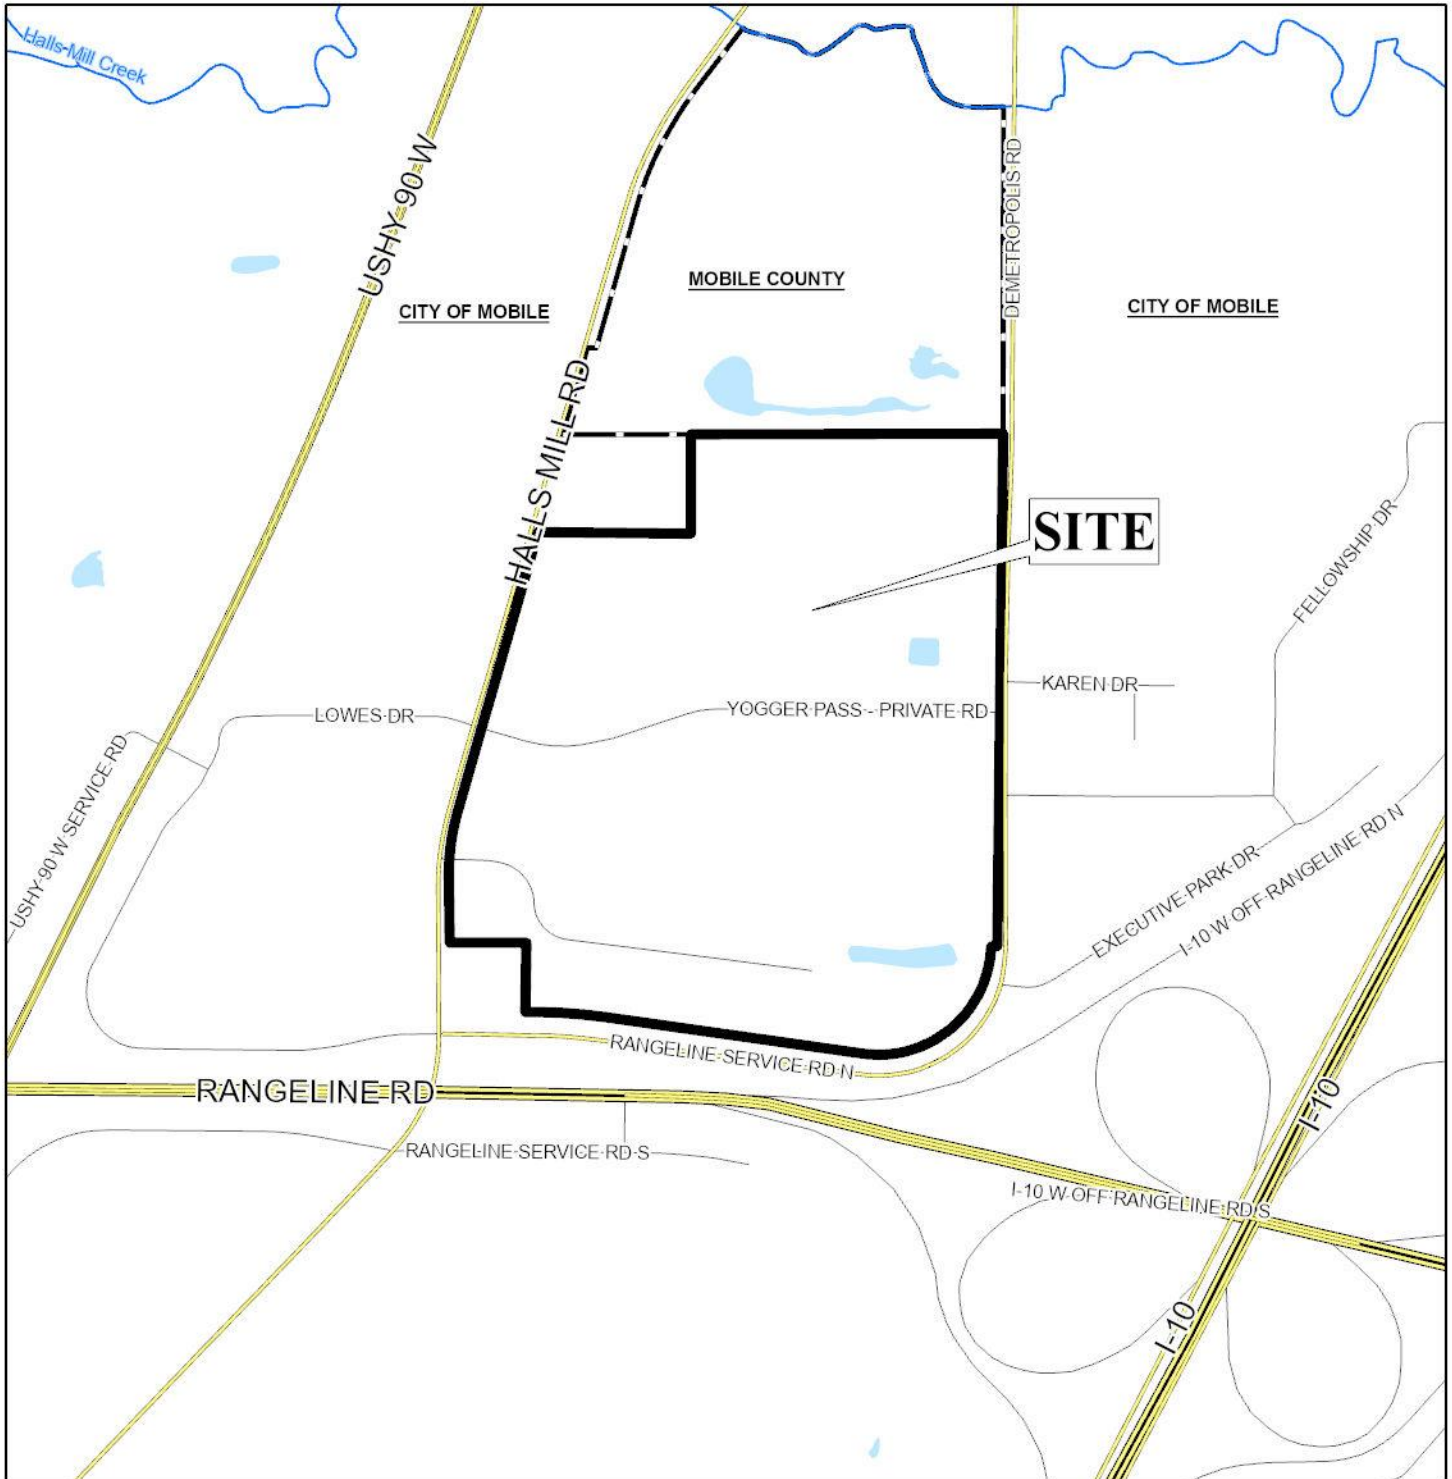 Halls-Mill Creek
USHY-90-W
DEMETROPOLIS RD
MOBILE COUNTY
CITY OF MOBILE
CITY OF MOBILE
HALLS-MILL RD
SITE
FELLOWSHIP DR
KAREN DR
LOWES DR
YOGGER PASS - PRIVATE RD
USHY-90-W-SERVICE-RD
EXECUTIVE-PARK-DR
I-10-W-OFF-RANGELINE-RD-N
RANGELINE-SERVICE-RD-N
RANGELINE RD
I-10
RANGELINE-SERVICE-RD-S
I-10 W-OFF-RANGELINE-RD-S
I-10